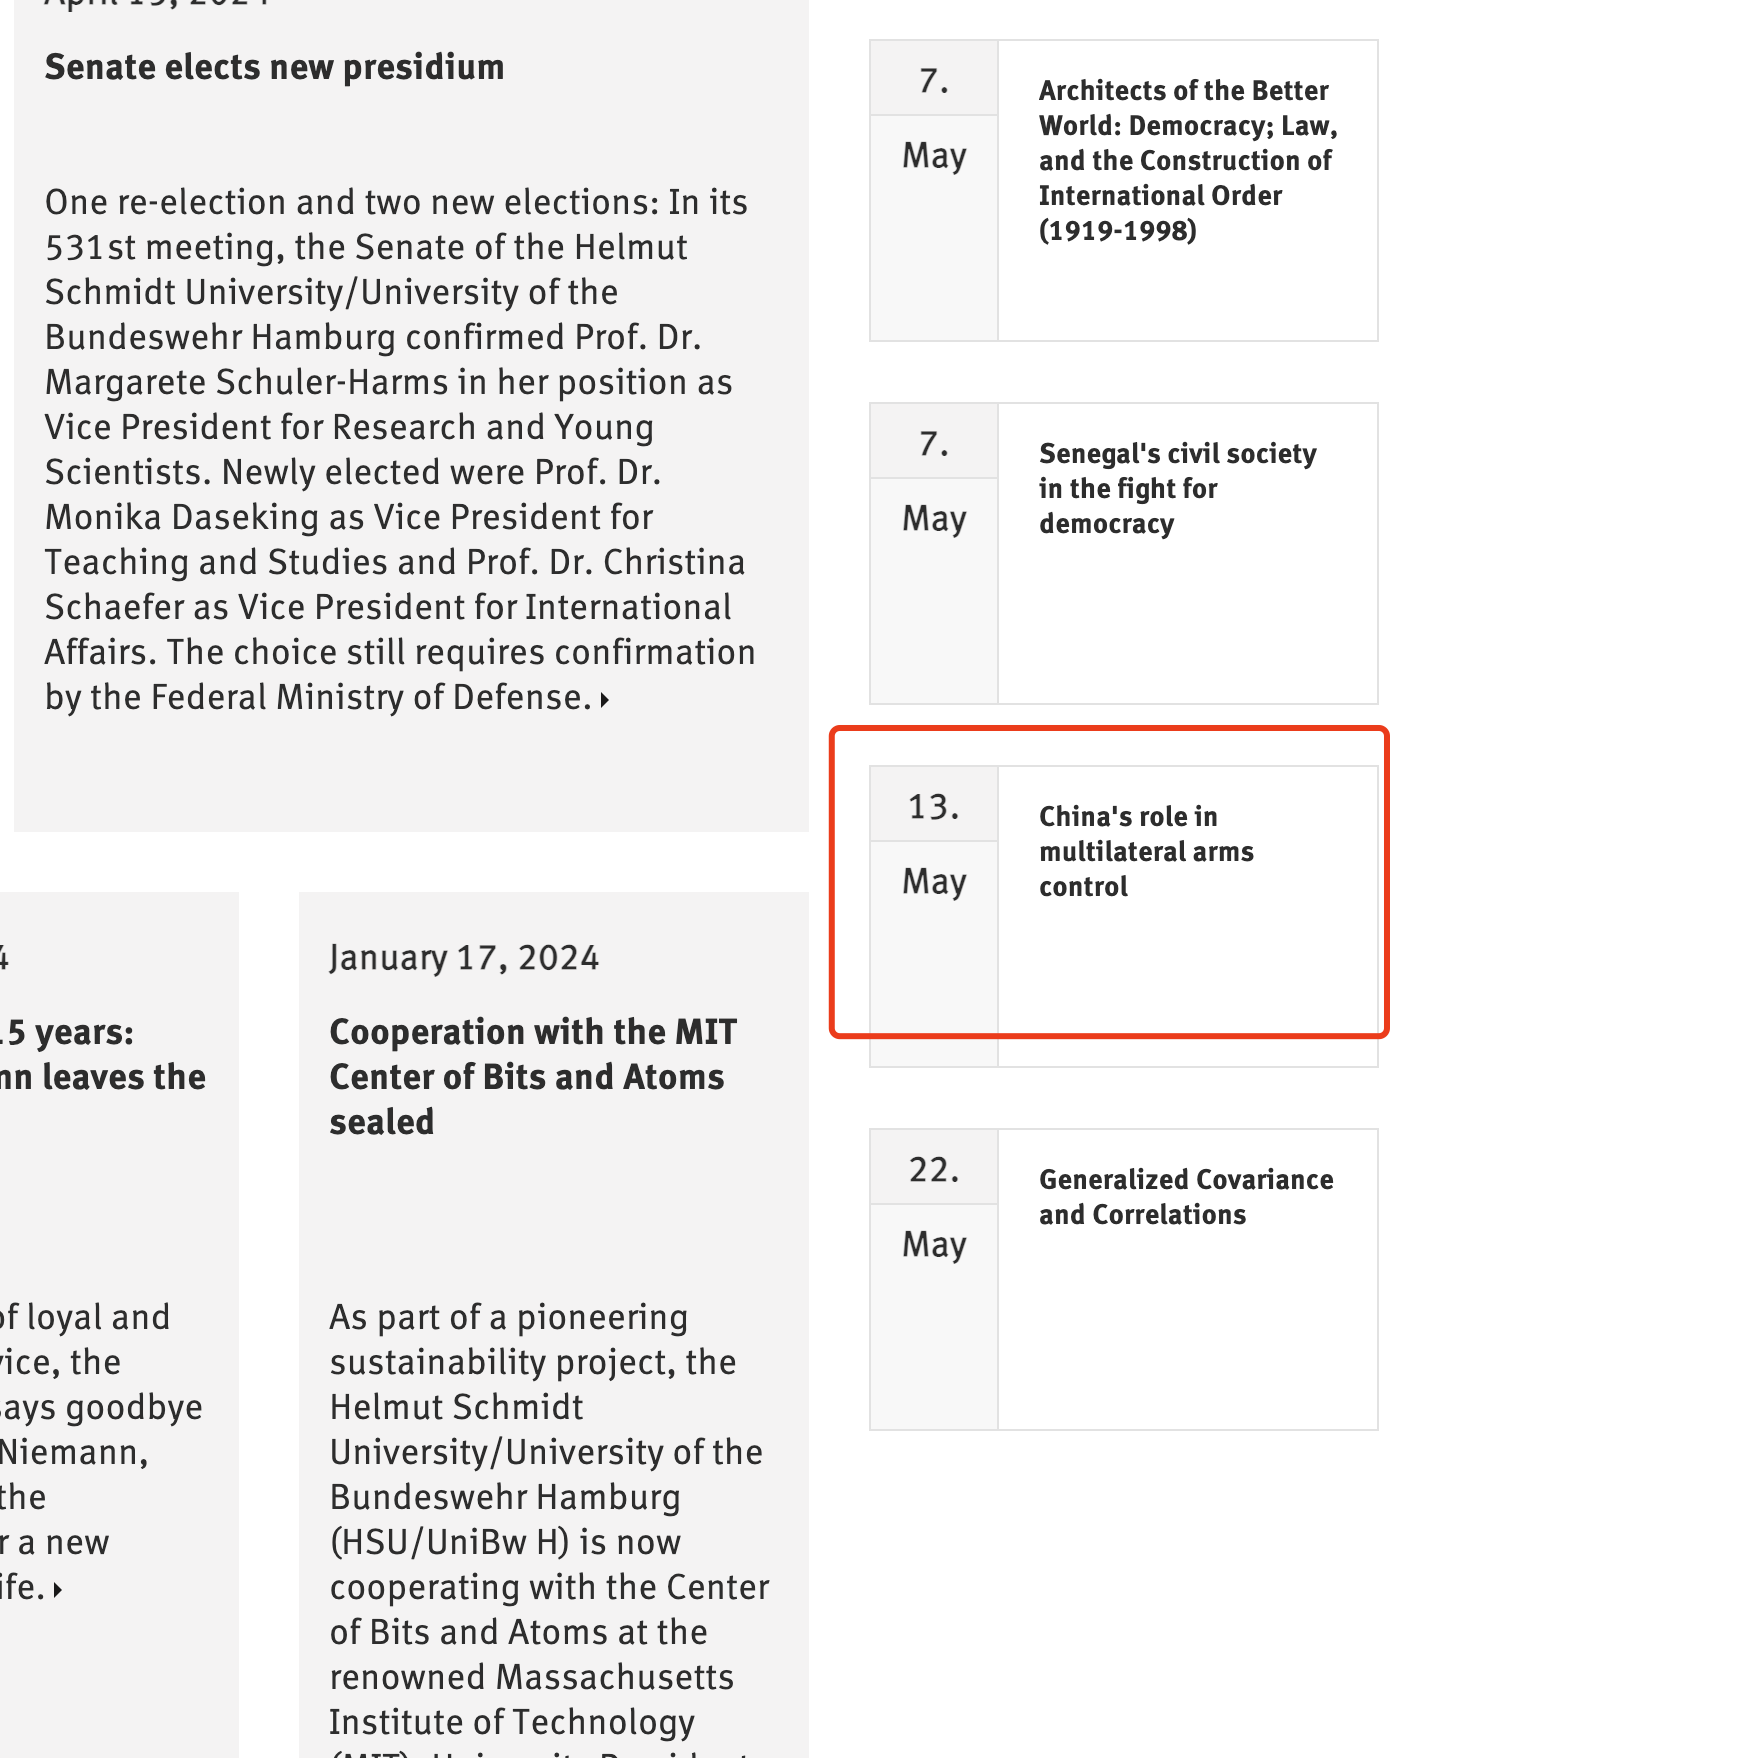 April 15, 2024
Senate elects new presidium
One re-election and two new elections: In its
531st meeting, the Senate of the Helmut
Schmidt University/University of the
Bundeswehr Hamburg confirmed Prof. Dr.
Margarete Schuler-Harms in her position as
Vice President for Research and Young
Scientists. Newly elected were Prof. Dr.
Monika Daseking as Vice President for
Teaching and Studies and Prof. Dr. Christina
Schaefer as Vice President for International
Affairs. The choice still requires confirmation
by the Federal Ministry of Defense.
4
15 years:
leaves the
of loyal and
the
says goodbye
Niemann,
the
a new
January 17, 2024
Cooperation with the MIT
Center of Bits and Atoms
sealed
As part of a pioneering
sustainability project, the
Helmut Schmidt
University/University of the
Bundeswehr Hamburg
(HSU/UniBw H) is now
cooperating with the Center
of Bits and Atoms at the
renowned Massachusetts
Institute of Technology
(MIT). University President
7.
May
Architects of the Better
World: Democracy; Law,
and the Construction of
International Order
(1919-1998)
7.
May
Senegal's civil society
in the fight for
democracy
13.
May
China's role in
multilateral arms
control
22.
May
Generalized Covariance
and Correlations